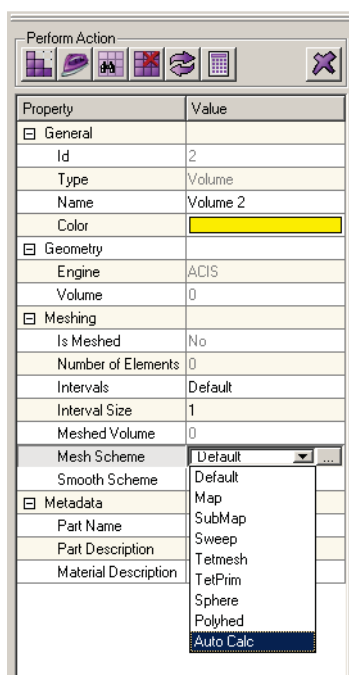 Perform Action
Property Value
General
Id 2
Type Volume
Name Volume 2
Color
Geometry
Engine ACIS
Volume 0
Meshing
Is Meshed No
Number of Elements 0
Intervals Default
Interval Size 1
Meshed Volume 0
Mesh Scheme Default ...
Smooth Scheme Default
Metadata Map
Part Name SubMap
Part Description Sweep
Material Description Tetmesh
TetPrim
Sphere
Polyhed
Auto Calc